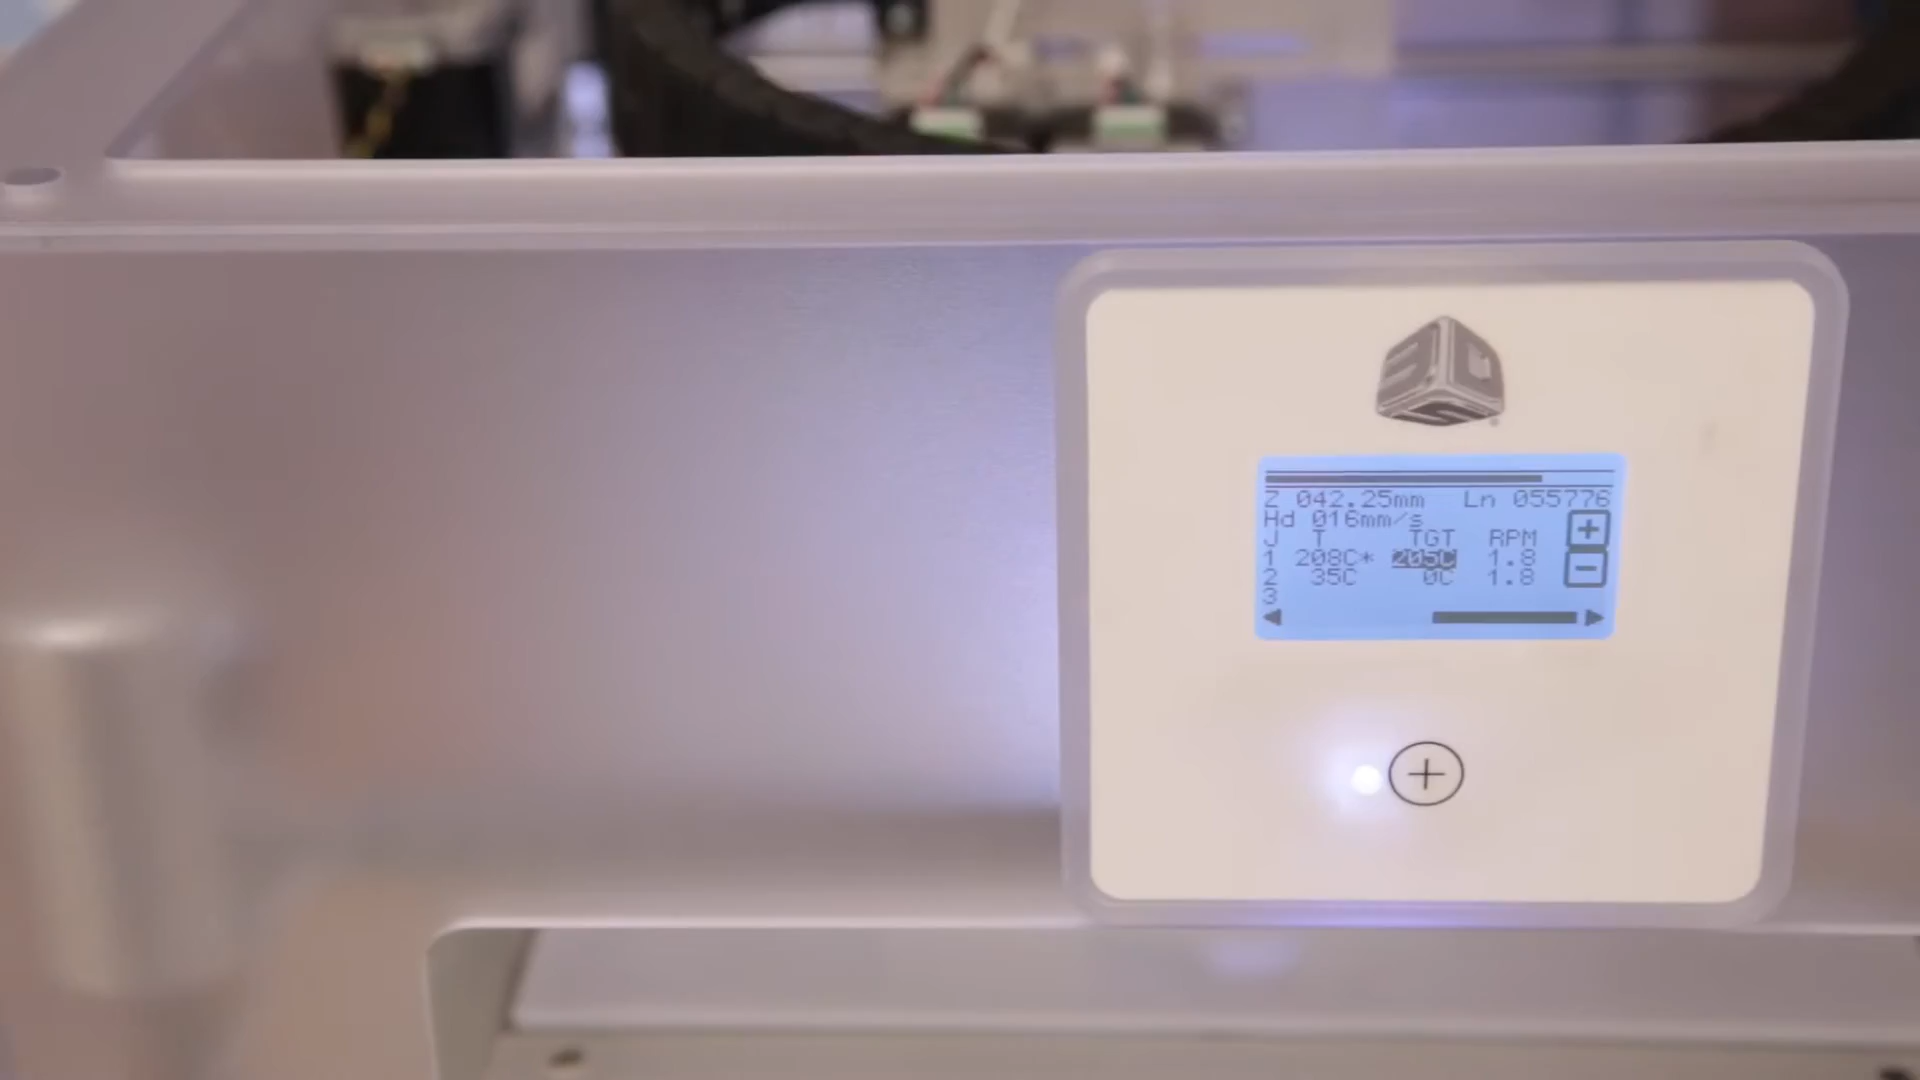 3DS
Z 042.25mm Ln 055776
Hd 016mm/s
J T TGT RPM
1 208C* 205C 1.8
2 35C 0C 1.8
3